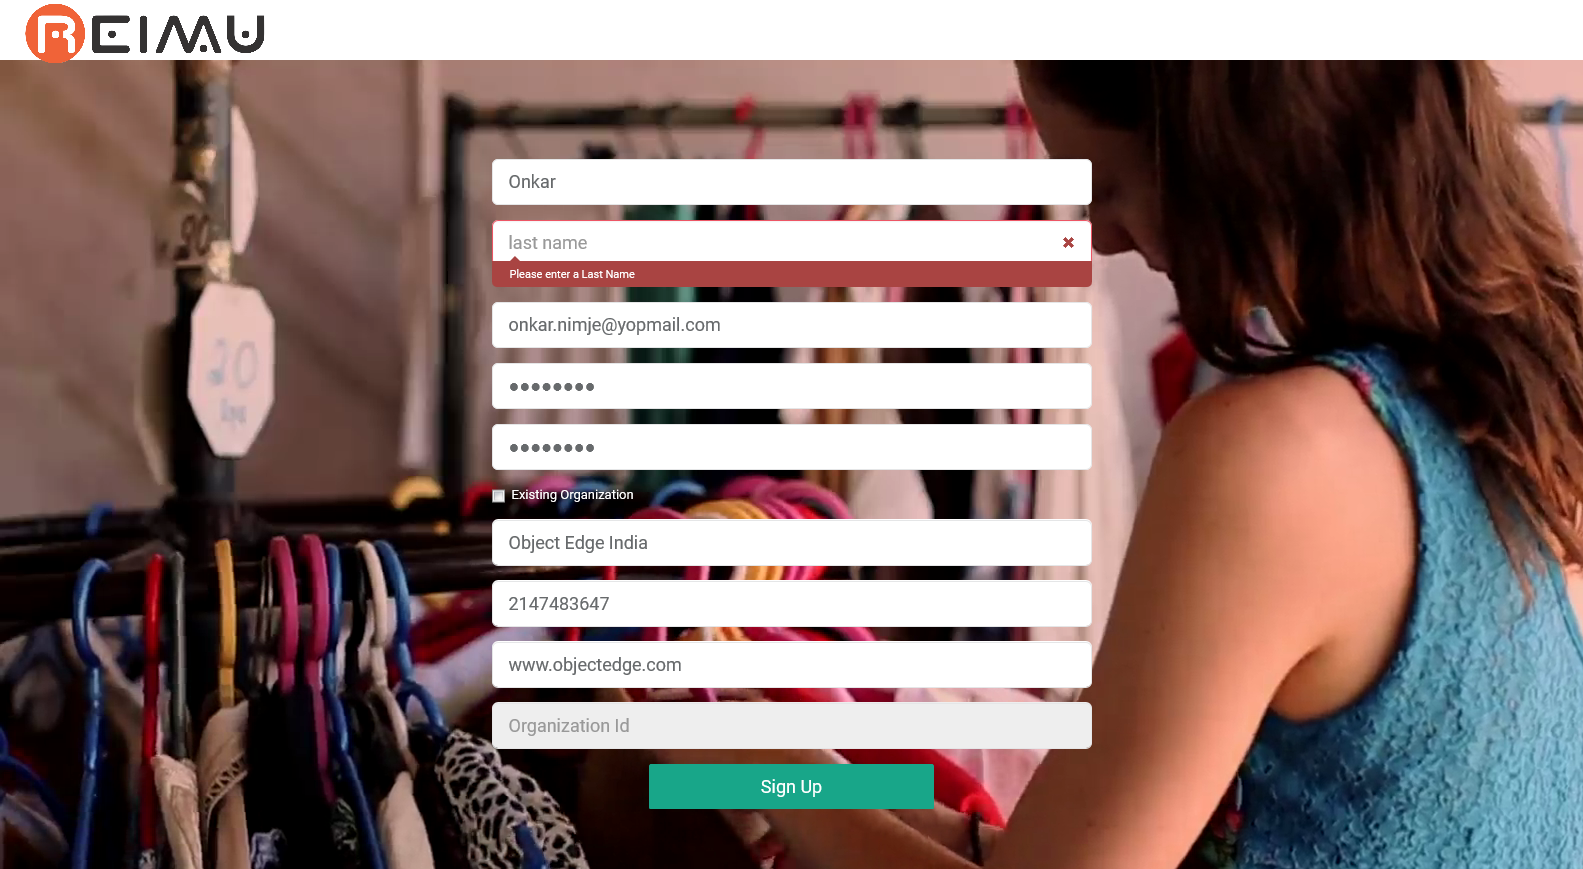 REIMU
Onkar
last name
Please enter a Last Name
onkar.nimje@yopmail.com
●●●●●●●●
●●●●●●●●
Existing Organization
Object Edge India
2147483647
www.objectedge.com
Organization Id
Sign Up
20